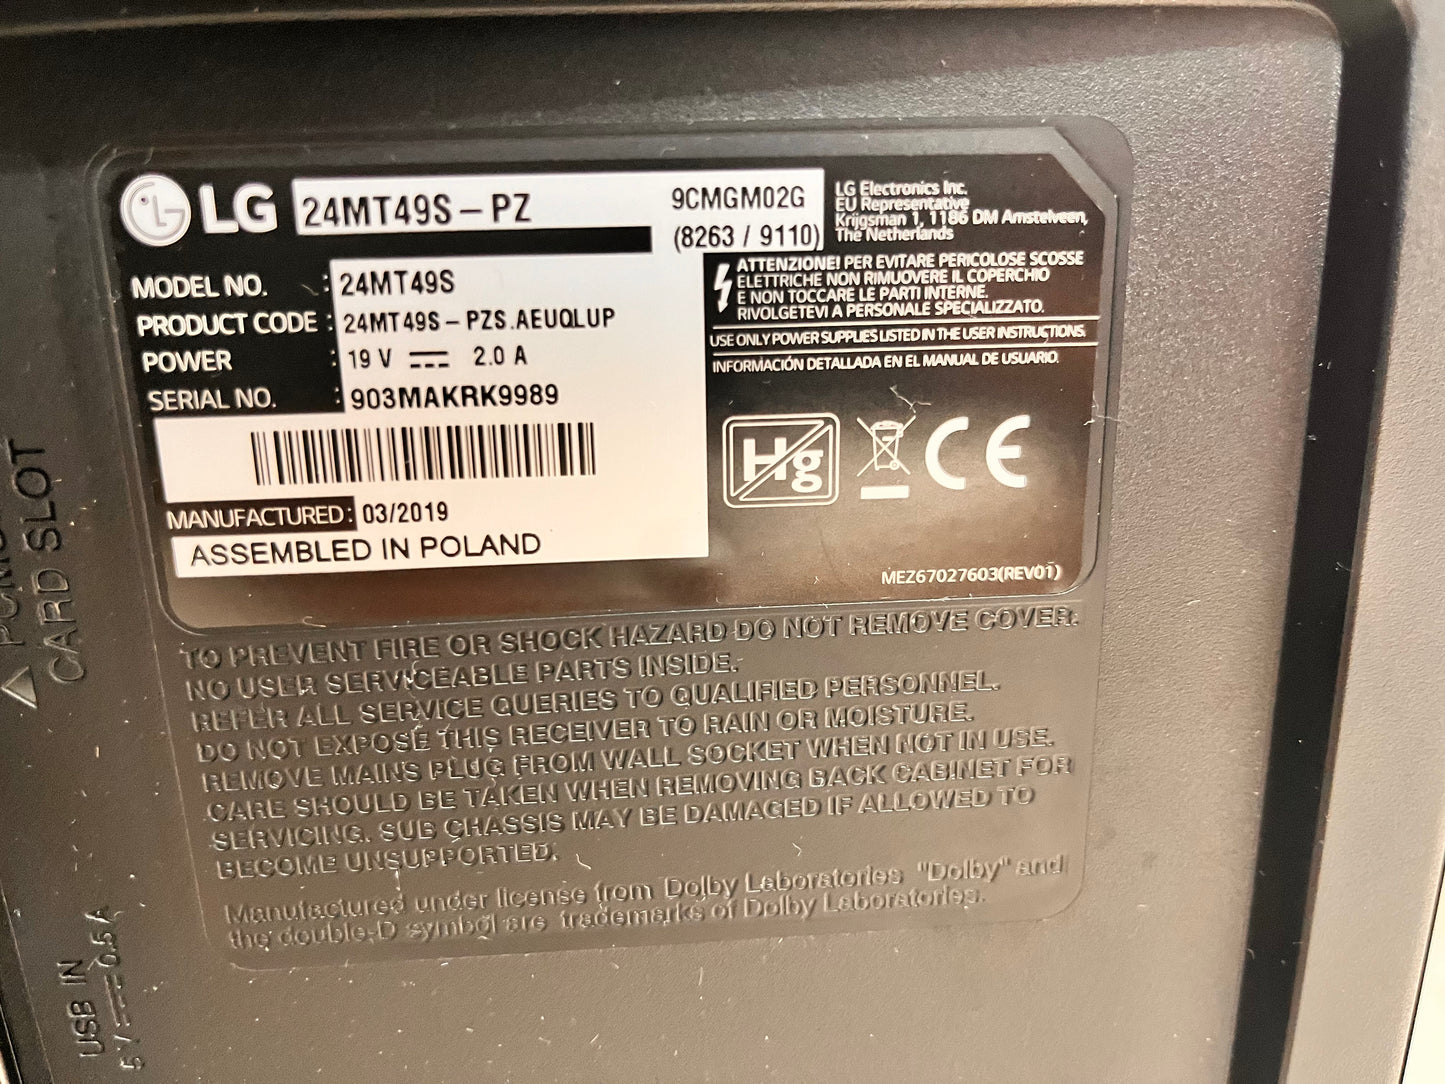 LG 24MT49S-PZ 9CMGM02G
(8263 / 9110)
LG Electronics Inc.
EU Representative
Krijgsman 1, 1186 DM Amstelveen,
The Netherlands
MODEL NO. : 24MT49S
PRODUCT CODE : 24MT49S-PZS.AEUQLUP
POWER : 19 V ⎓ 2.0 A
SERIAL NO. : 903MAKRK9989
MANUFACTURED : 03/2019
ASSEMBLED IN POLAND
ATTENZIONE! PER EVITARE PERICOLOSE SCOSSE
ELETTRICHE NON RIMUOVERE IL COPERCHIO
E NON TOCCARE LE PARTI INTERNE.
RIVOLGETEVI A PERSONALE SPECIALIZZATO.
USE ONLY POWER SUPPLIES LISTED IN THE USER INSTRUCTIONS.
INFORMACIÓN DETALLADA EN EL MANUAL DE USUARIO.
Hg CE
MEZ67027603(REV01)
TO PREVENT FIRE OR SHOCK HAZARD DO NOT REMOVE COVER.
NO USER SERVICEABLE PARTS INSIDE.
REFER ALL SERVICE QUERIES TO QUALIFIED PERSONNEL.
DO NOT EXPOSE THIS RECEIVER TO RAIN OR MOISTURE.
REMOVE MAINS PLUG FROM WALL SOCKET WHEN NOT IN USE.
CARE SHOULD BE TAKEN WHEN REMOVING BACK CABINET FOR
SERVICING. SUB CHASSIS MAY BE DAMAGED IF ALLOWED TO
BECOME UNSUPPORTED.
Manufactured under license from Dolby Laboratories "Dolby" and
the double-D symbol are trademarks of Dolby Laboratories.
CARD SLOT
USB IN
5 V ⎓ 0.5 A